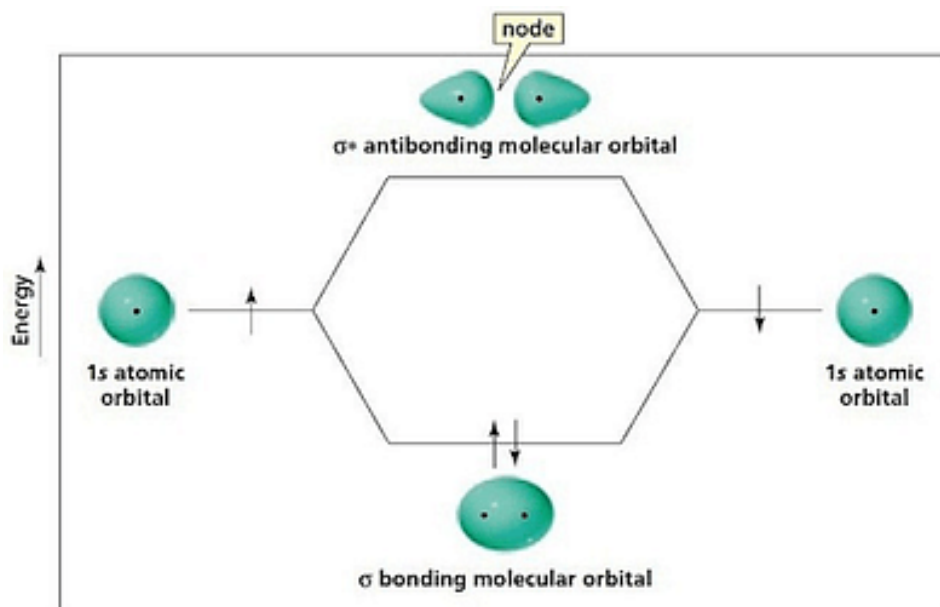 node
σ* antibonding molecular orbital
Energy
1s atomic
orbital
1s atomic
orbital
σ bonding molecular orbital